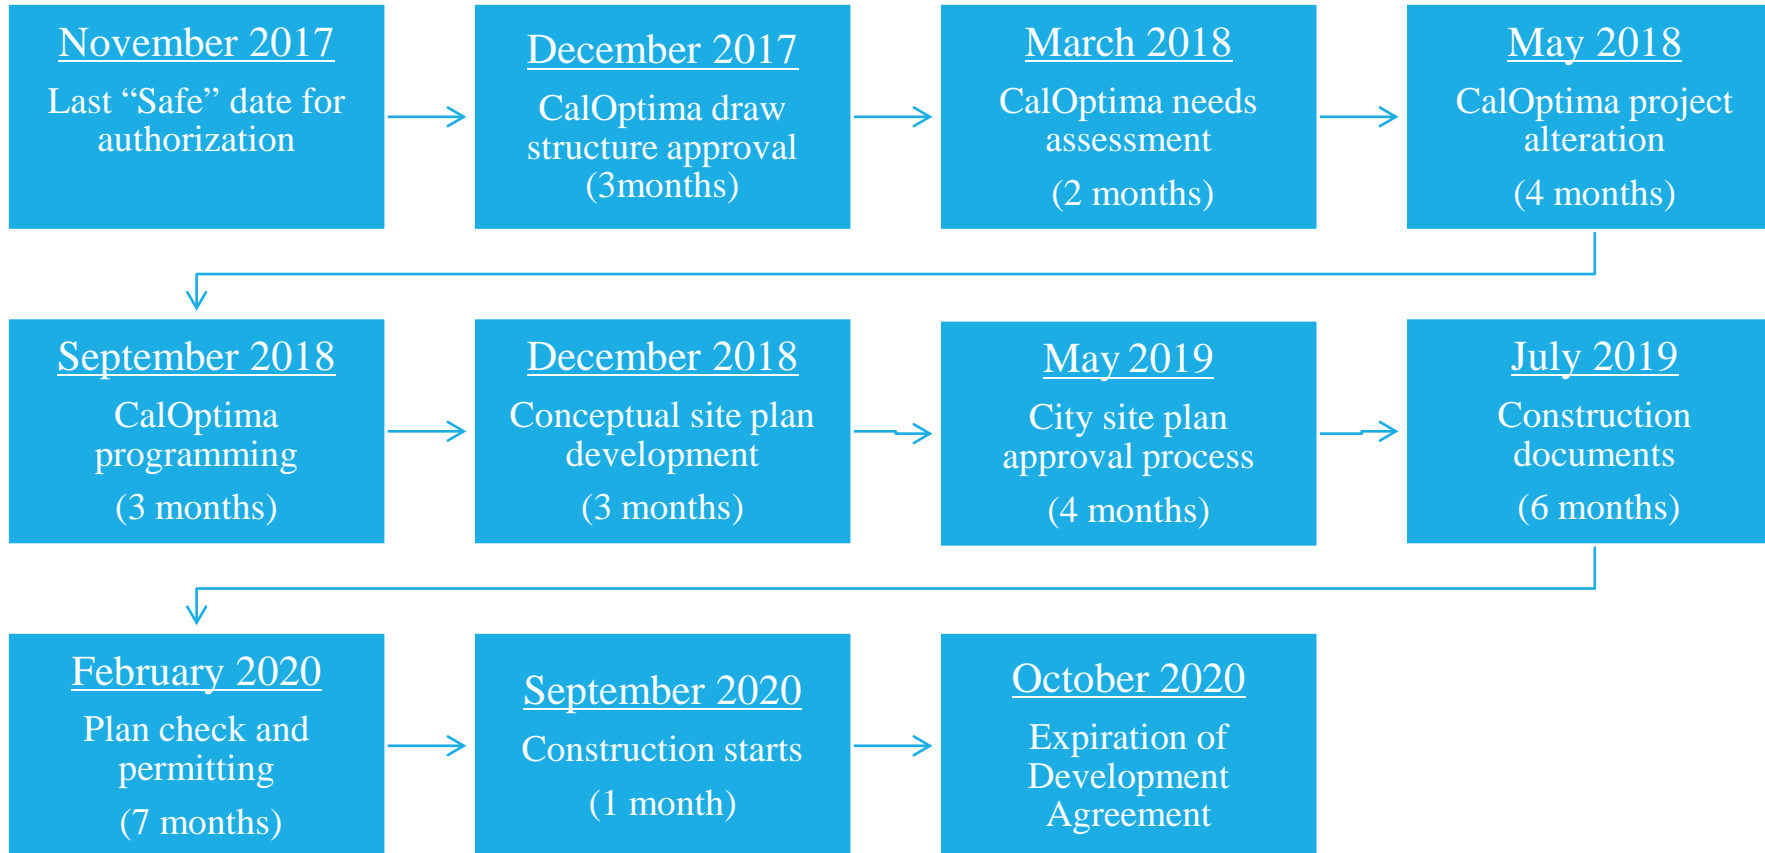 November 2017
Last “Safe” date for
authorization
December 2017
CalOptima draw
structure approval
(3months)
March 2018
CalOptima needs
assessment
(2 months)
May 2018
CalOptima project
alteration
(4 months)
September 2018
CalOptima
programming
(3 months)
December 2018
Conceptual site plan
development
(3 months)
May 2019
City site plan
approval process
(4 months)
July 2019
Construction
documents
(6 months)
February 2020
Plan check and
permitting
(7 months)
September 2020
Construction starts
(1 month)
October 2020
Expiration of
Development
Agreement